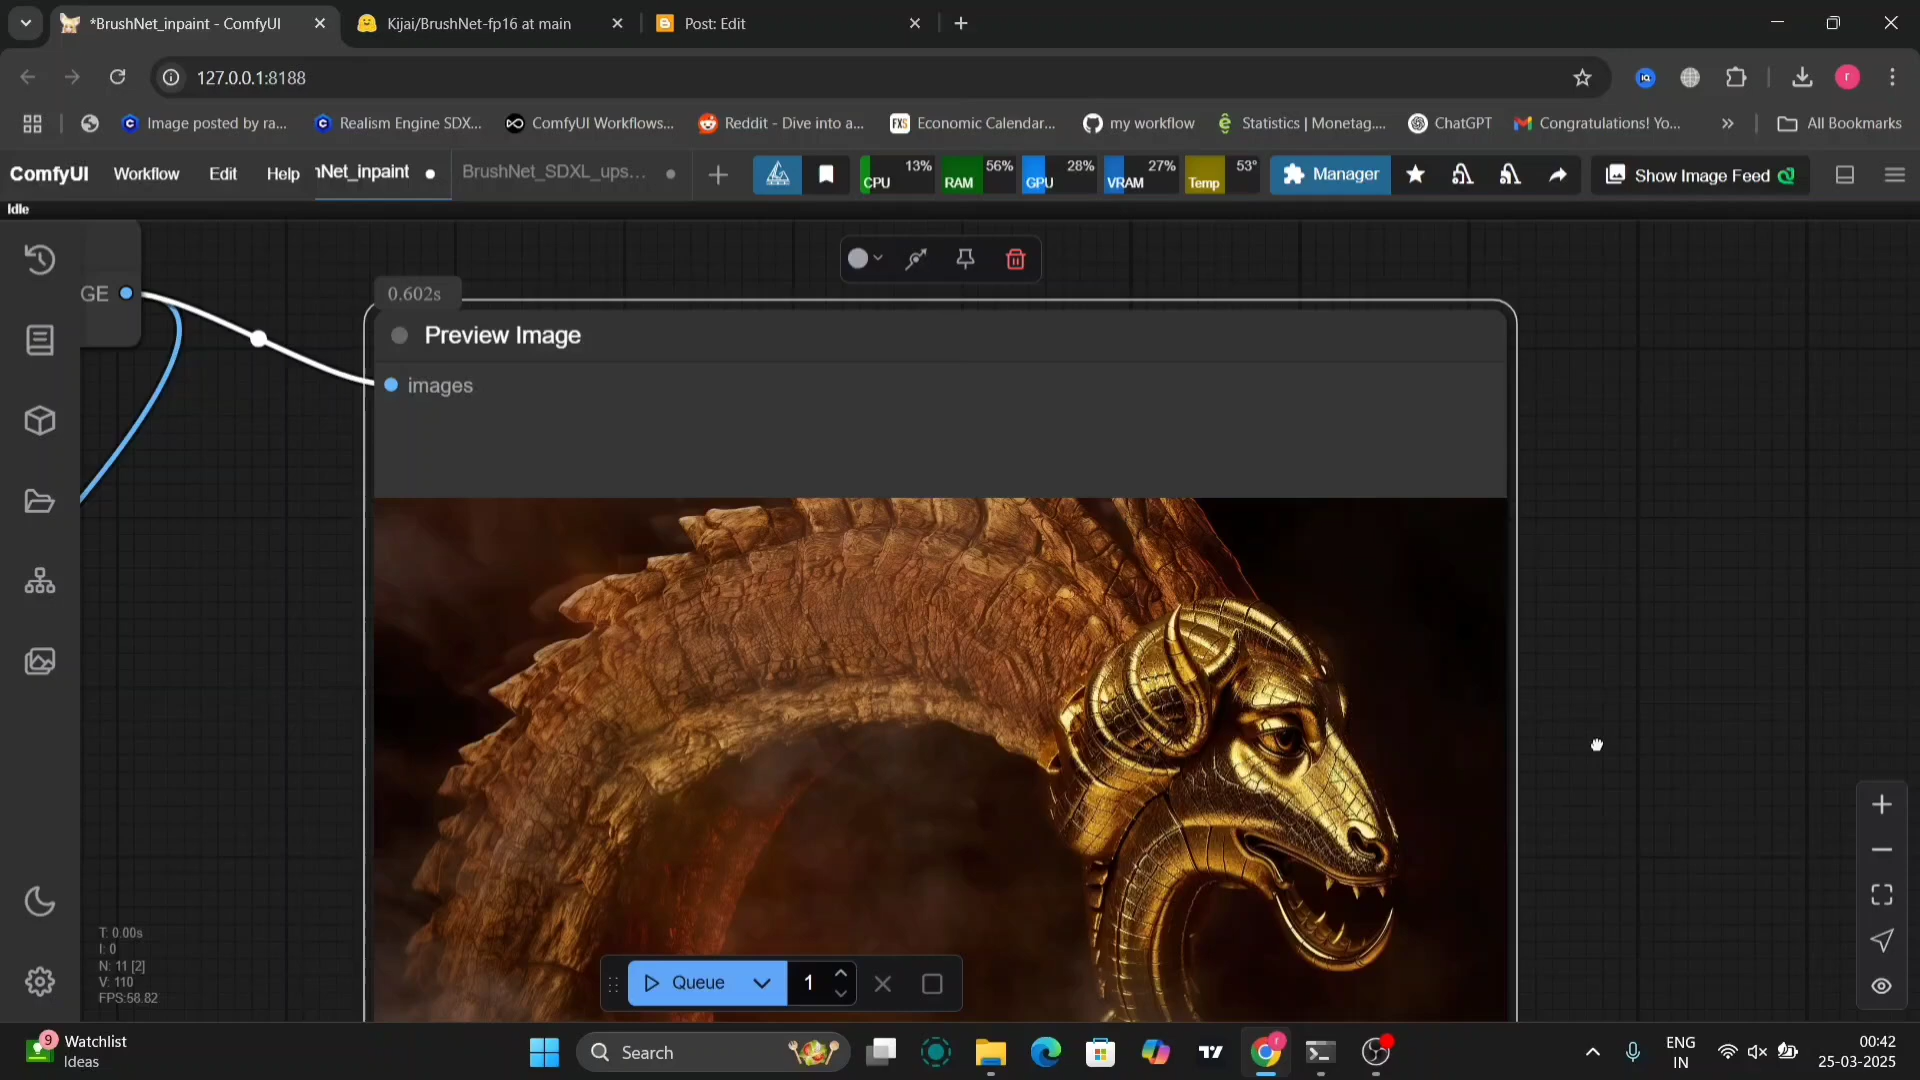 *BrushNet_inpaint - ComfyUI
Kijai/BrushNet-fp16 at main
Post: Edit
127.0.0.1:8188
Image posted by ra...
Realism Engine SDX...
ComfyUI Workflows...
Reddit - Dive into a...
Economic Calendar...
my workflow
Statistics | Monetag....
ChatGPT
Congratulations! Yo...
All Bookmarks
ComfyUI
Workflow
Edit
Help
nNet_inpaint
BrushNet_SDXL_ups...
CPU 13%
RAM 56%
GPU 28%
VRAM 27%
Temp 53°
Manager
Show Image Feed
Idle
GE
0.602s
Preview Image
images
T: 0.00s
I: 0
N: 11 [2]
V: 110
FPS:58.82
Queue
1
9
Watchlist
Ideas
Search
ENG
IN
00:42
25-03-2025